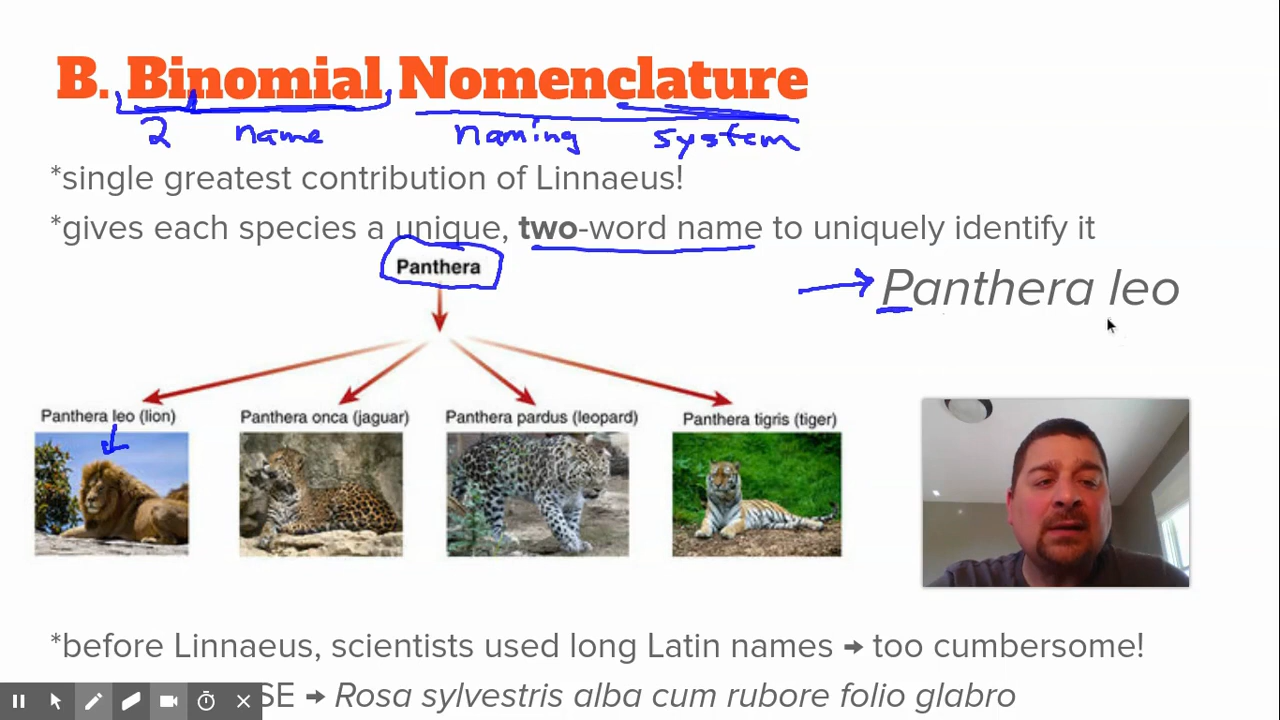 B. Binomial Nomenclature
2 name naming system
*single greatest contribution of Linnaeus!
*gives each species a unique, two-word name to uniquely identify it
Panthera
Panthera leo
Panthera leo (lion) Panthera onca (jaguar) Panthera pardus (leopard) Panthera tigris (tiger)
*before Linnaeus, scientists used long Latin names → too cumbersome!
SE → Rosa sylvestris alba cum rubore folio glabro